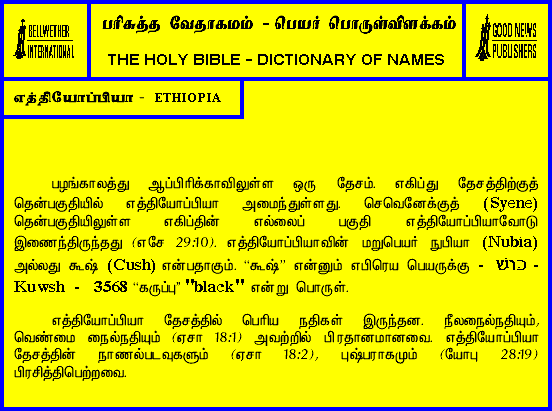 BELLWETHER
INTERNATIONAL
பரிசுத்த வேதாகமம் - பெயர் பொருள்விளக்கம்
THE HOLY BIBLE - DICTIONARY OF NAMES
GOOD NEWS
PUBLISHERS
எத்தியோப்பியா - ETHIOPIA
பழங்காலத்து ஆப்பிரிக்காவிலுள்ள ஒரு தேசம். எகிப்து தேசத்திற்குத்
தென்பகுதியில் எத்தியோப்பியா அமைந்துள்ளது. செவெனேக்குத் (Syene)
தென்பகுதியிலுள்ள எகிப்தின் எல்லைப் பகுதி எத்தியோப்பியாவோடு
இணைந்திருந்தது (எசே 29:10). எத்தியோப்பியாவின் மறுபெயர் நுபியா (Nubia)
அல்லது கூஷ் (Cush) என்பதாகும். “கூஷ்” என்னும் எபிரெய பெயருக்கு - כּוּשׁ -
Kuwsh - 3568 “கருப்பு” "black" என்று பொருள்.
எத்தியோப்பியா தேசத்தில் பெரிய நதிகள் இருந்தன. நீலநைல்நதியும்,
வெண்மை நைல்நதியும் (ஏசா 18:1) அவற்றில் பிரதானமானவை. எத்தியோப்பியா
தேசத்தின் நாணல்படவுகளும் (ஏசா 18:2), புஷ்பராகமும் (யோபு 28:19)
பிரசித்திபெற்றவை.